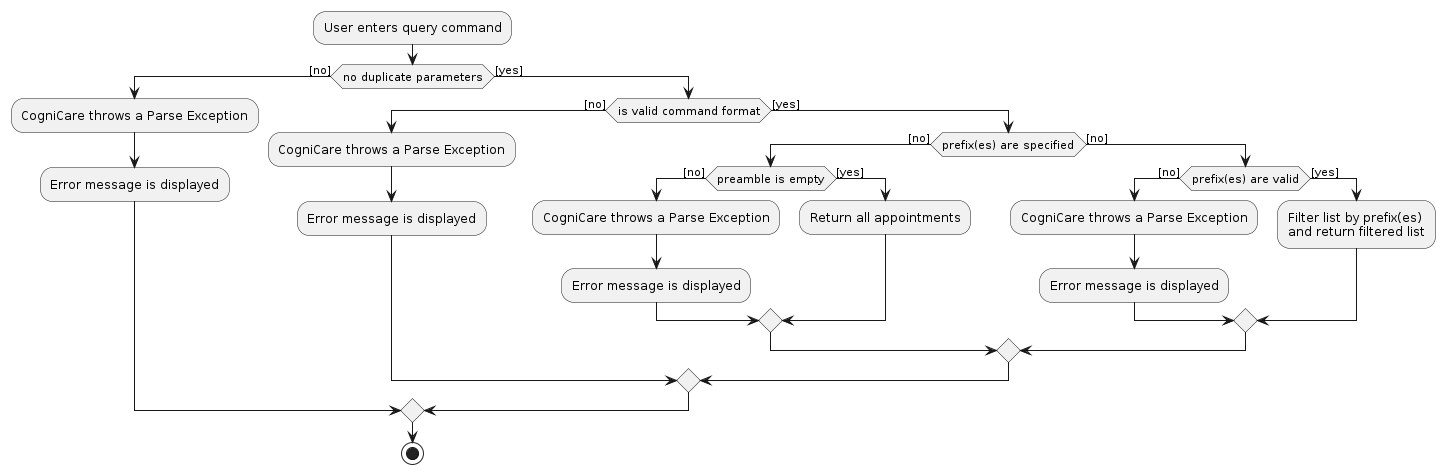 User enters query command
[no]
no duplicate parameters
[yes]
CogniCare throws a Parse Exception
Error message is displayed
[no]
is valid command format
[yes]
CogniCare throws a Parse Exception
Error message is displayed
[no]
prefix(es) are specified
[no]
[no]
preamble is empty
[yes]
CogniCare throws a Parse Exception
Error message is displayed
Return all appointments
[no]
prefix(es) are valid
[yes]
CogniCare throws a Parse Exception
Error message is displayed
Filter list by prefix(es)
and return filtered list